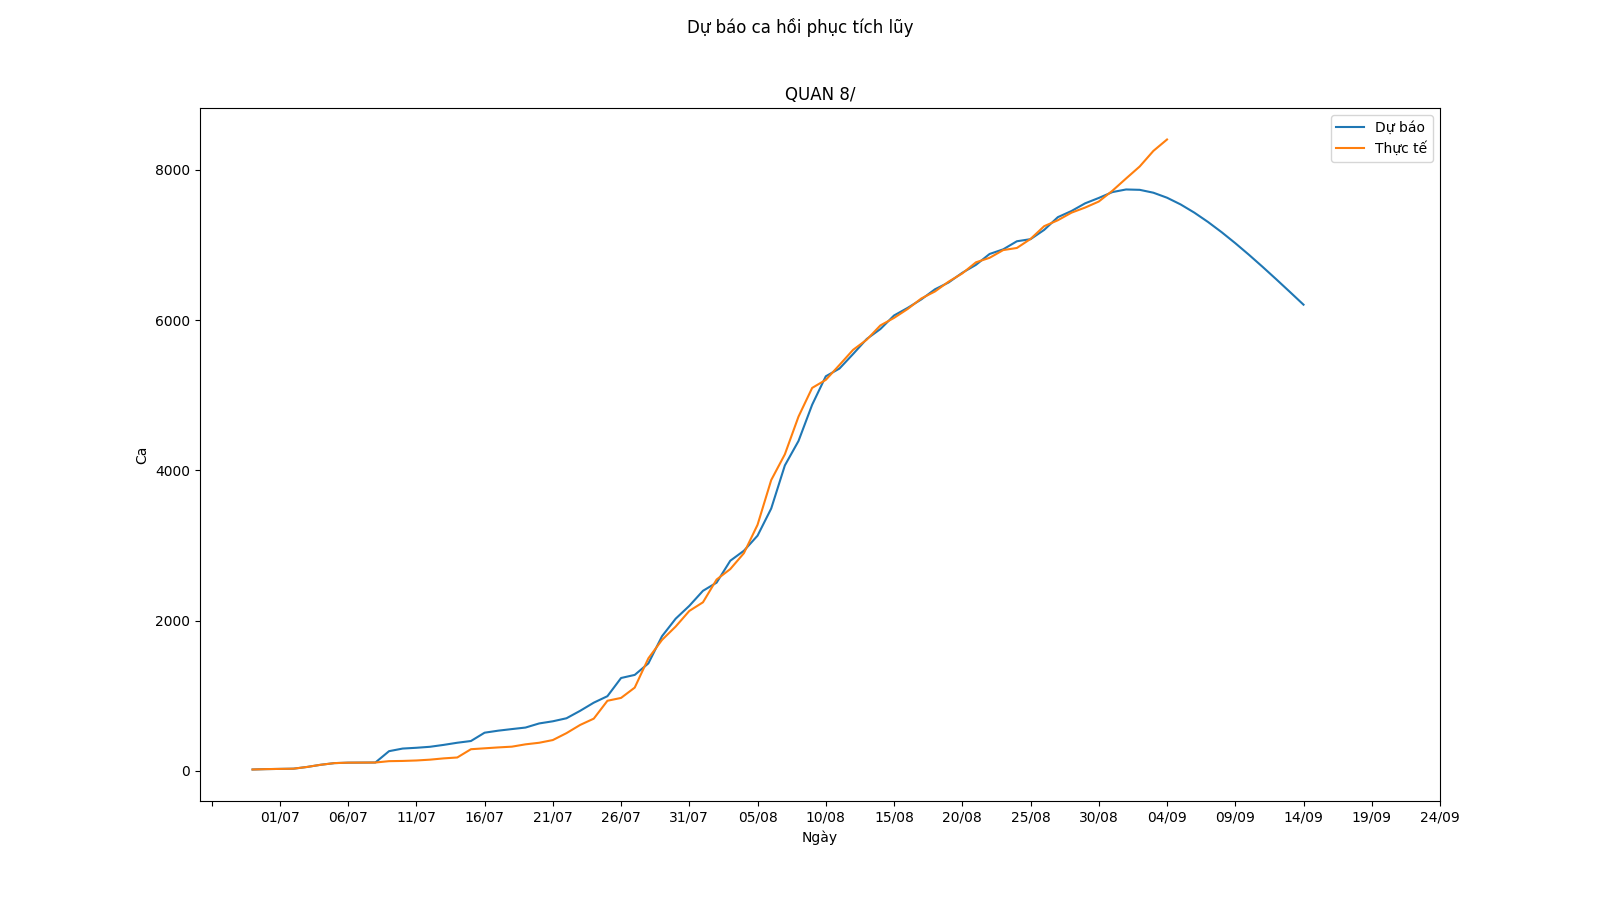 Dự báo ca hồi phục tích lũy
QUAN 8/
Dự báo
Thực tế
8000
6000
4000
2000
0
Ca
01/07 06/07 11/07 16/07 21/07 26/07 31/07 05/08 10/08 15/08 20/08 25/08 30/08 04/09 09/09 14/09 19/09 24/09
Ngày